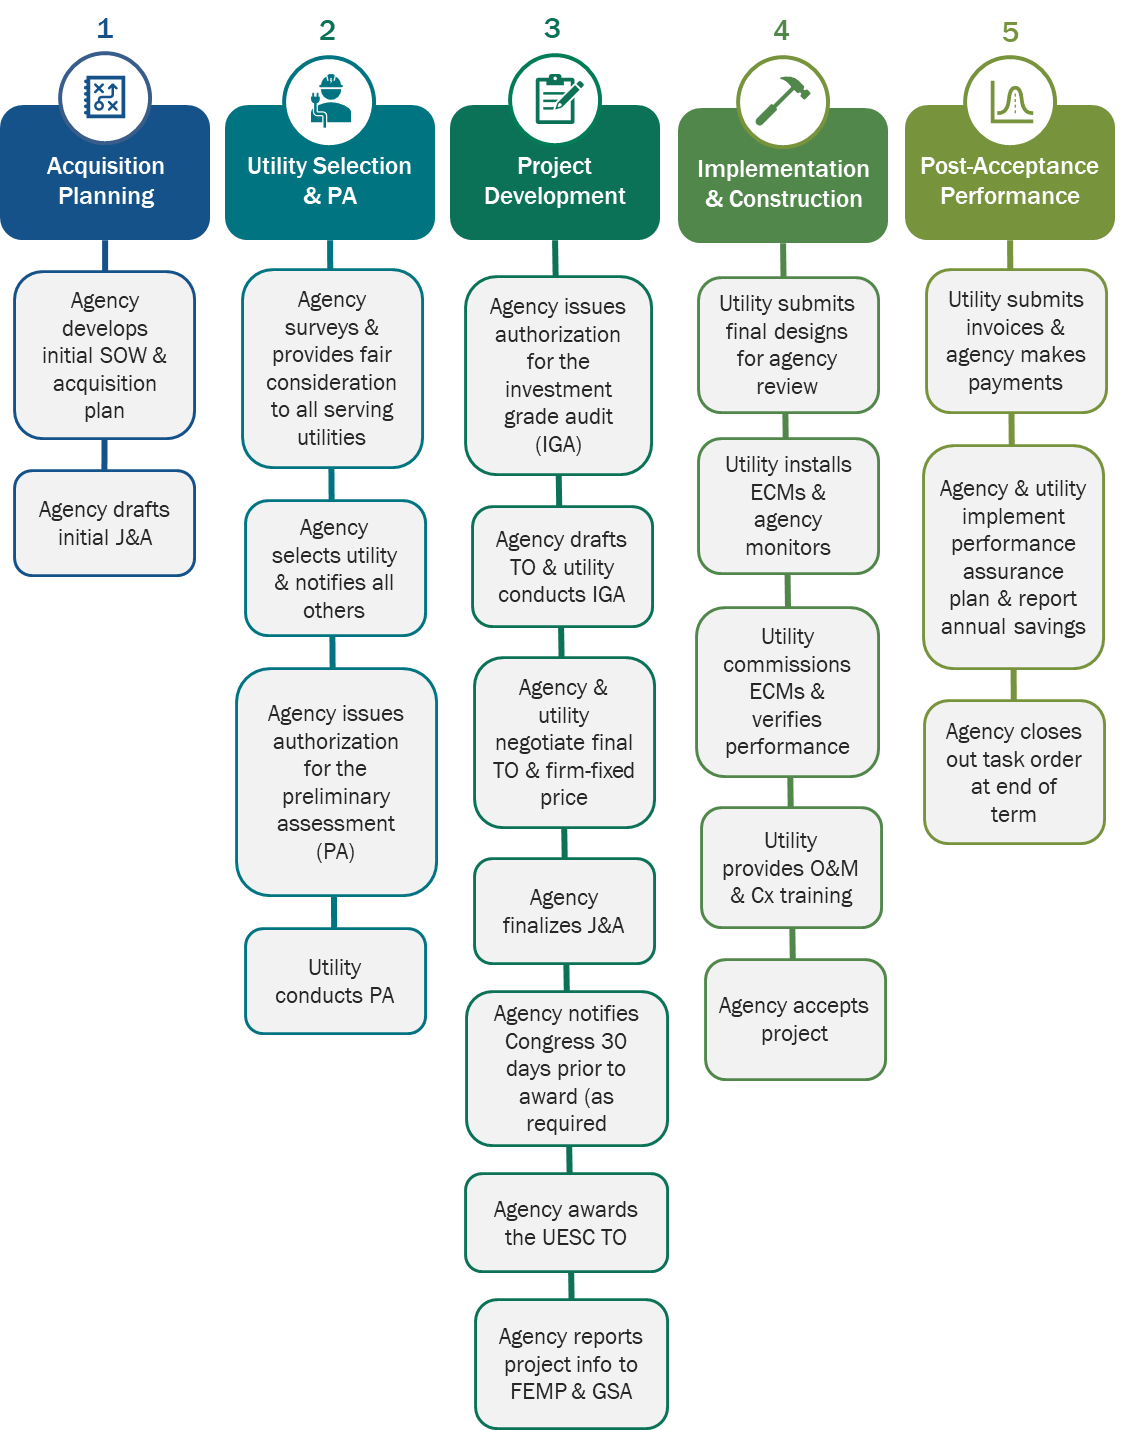 1
Acquisition
Planning
Agency
develops
initial SOW &
acquisition
plan
Agency drafts
initial J&A
2
Utility Selection
& PA
Agency
surveys &
provides fair
consideration
to all serving
utilities
Agency
selects utility
& notifies all
others
Agency issues
authorization
for the
preliminary
assessment
(PA)
Utility
conducts PA
3
Project
Development
Agency issues
authorization
for the
investment
grade audit
(IGA)
Agency drafts
TO & utility
conducts IGA
Agency &
utility
negotiate final
TO & firm-fixed
price
Agency
finalizes J&A
Agency notifies
Congress 30
days prior to
award (as
required
Agency awards
the UESC TO
Agency reports
project info to
FEMP & GSA
4
Implementation
& Construction
Utility submits
final designs
for agency
review
Utility installs
ECMs &
agency
monitors
Utility
commissions
ECMs &
verifies
performance
Utility
provides O&M
& Cx training
Agency accepts
project
5
Post-Acceptance
Performance
Utility submits
invoices &
agency makes
payments
Agency & utility
implement
performance
assurance
plan & report
annual savings
Agency closes
out task order
at end of
term